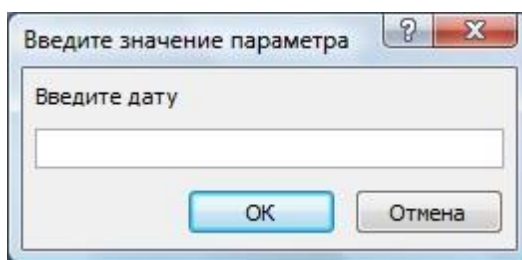 Введите значение параметра
Введите дату
ОК
Отмена